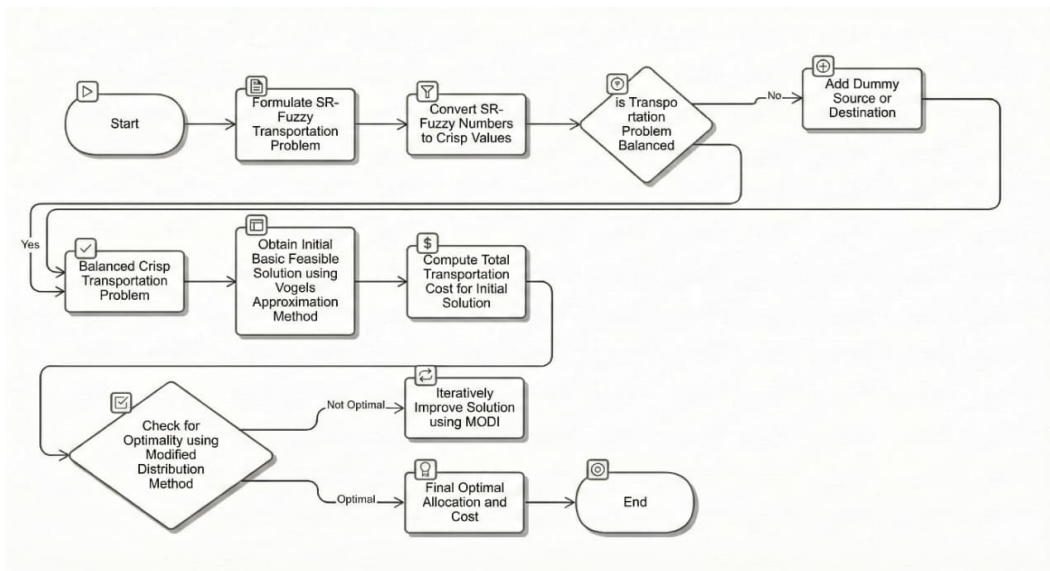 Start
Formulate SR-
Fuzzy
Transportation
Problem
Convert SR-
Fuzzy Numbers
to Crisp Values
is Transpo
rtation
Problem
Balanced
No
Add Dummy
Source or
Destination
Yes
Balanced Crisp
Transportation
Problem
Obtain Initial
Basic Feasible
Solution using
Vogels
Approximation
Method
$
Compute Total
Transportation
Cost for Initial
Solution
Check for
Optimality using
Modified
Distribution
Method
Not Optimal
Iteratively
Improve Solution
using MODI
Optimal
Final Optimal
Allocation and
Cost
End